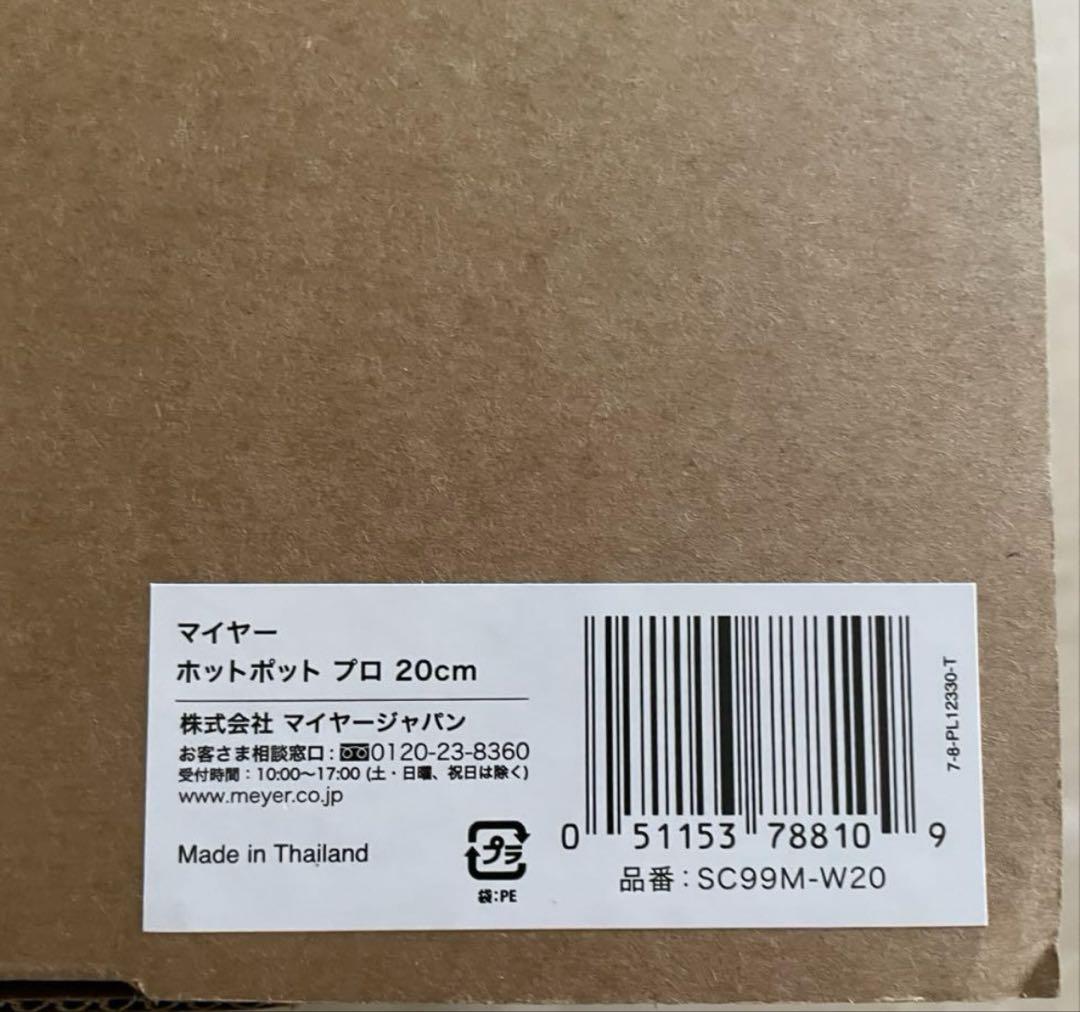 マイヤー
ホットポット プロ 20cm
株式会社 マイヤージャパン
お客さま相談窓口:0120-23-8360
受付時間：10:00〜17:00 (土・日曜、祝日は除く)
www.meyer.co.jp
Made in Thailand
プラ
袋:PE
0 51153 78810 9
品番：SC99M-W20
7-8-PL12330-T